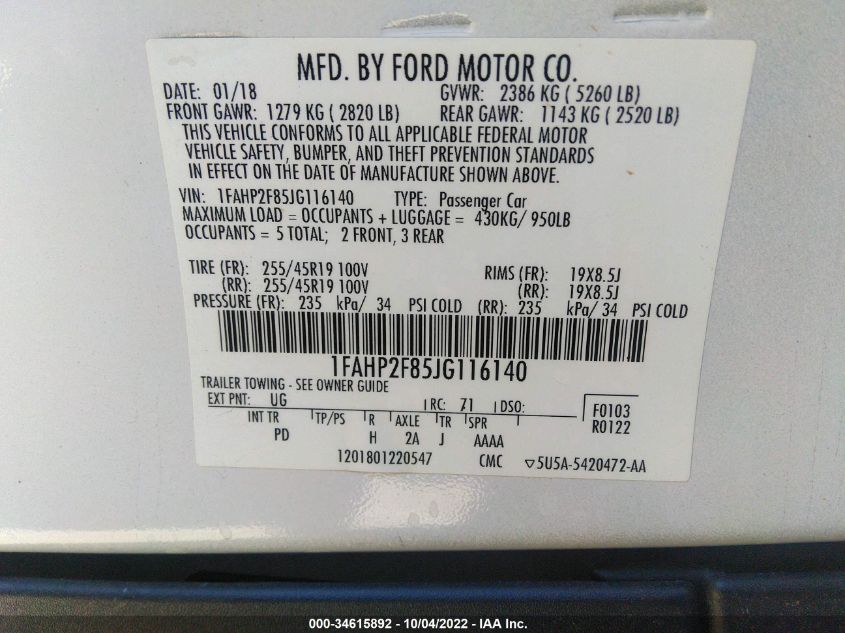 MFD. BY FORD MOTOR CO.
DATE: 01/18 GVWR: 2386 KG ( 5260 LB)
FRONT GAWR: 1279 KG ( 2820 LB) REAR GAWR: 1143 KG ( 2520 LB)
THIS VEHICLE CONFORMS TO ALL APPLICABLE FEDERAL MOTOR
VEHICLE SAFETY, BUMPER, AND THEFT PREVENTION STANDARDS
IN EFFECT ON THE DATE OF MANUFACTURE SHOWN ABOVE.
VIN: 1FAHP2F85JG116140 TYPE: Passenger Car
MAXIMUM LOAD = OCCUPANTS + LUGGAGE = 430KG/ 950LB
OCCUPANTS = 5 TOTAL; 2 FRONT, 3 REAR
TIRE (FR): 255/45R19 100V RIMS (FR): 19X8.5J
(RR): 255/45R19 100V (RR): 19X8.5J
PRESSURE (FR): 235 kPa/ 34 PSI COLD (RR): 235 kPa/ 34 PSI COLD
1FAHP2F85JG116140
TRAILER TOWING - SEE OWNER GUIDE
EXT PNT: UG RC: 71 DSO: F0103
R0122
INT TR TP/PS R AXLE TR SPR
PD H 2A J AAAA
1201801220547 CMC ▽5U5A-5420472-AA
000-34615892 - 10/04/2022 - IAA Inc.